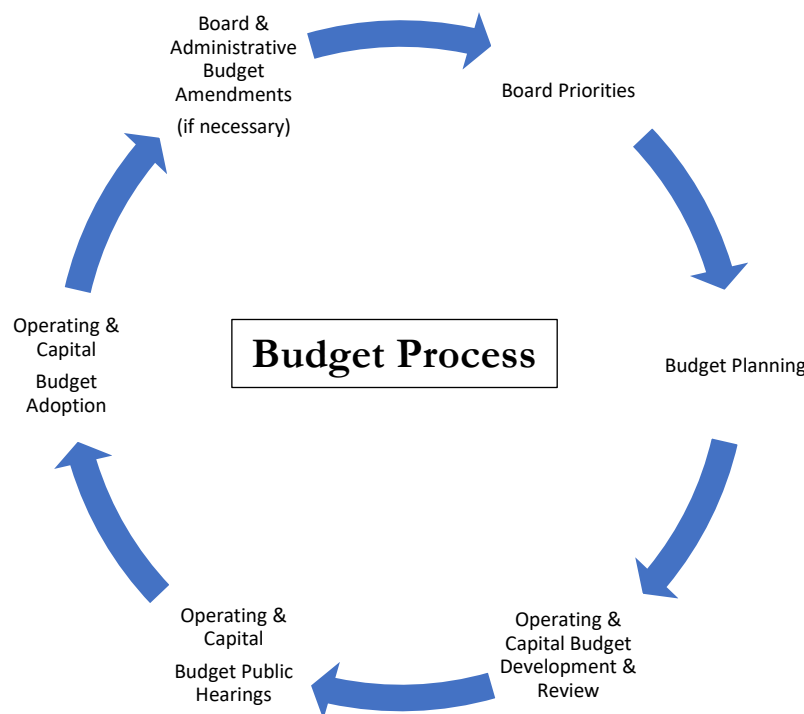 Board &
Administrative
Budget
Amendments
(if necessary)
Board Priorities
Budget Planning
Operating &
Capital Budget
Development &
Review
Operating &
Capital
Budget Public
Hearings
Operating &
Capital
Budget
Adoption
Budget Process